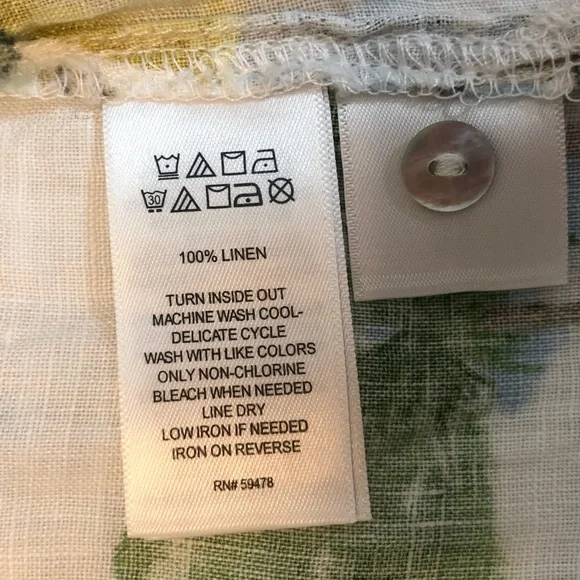 30
100% LINEN
TURN INSIDE OUT
MACHINE WASH COOL-
DELICATE CYCLE
WASH WITH LIKE COLORS
ONLY NON-CHLORINE
BLEACH WHEN NEEDED
LINE DRY
LOW IRON IF NEEDED
IRON ON REVERSE
RN# 59478